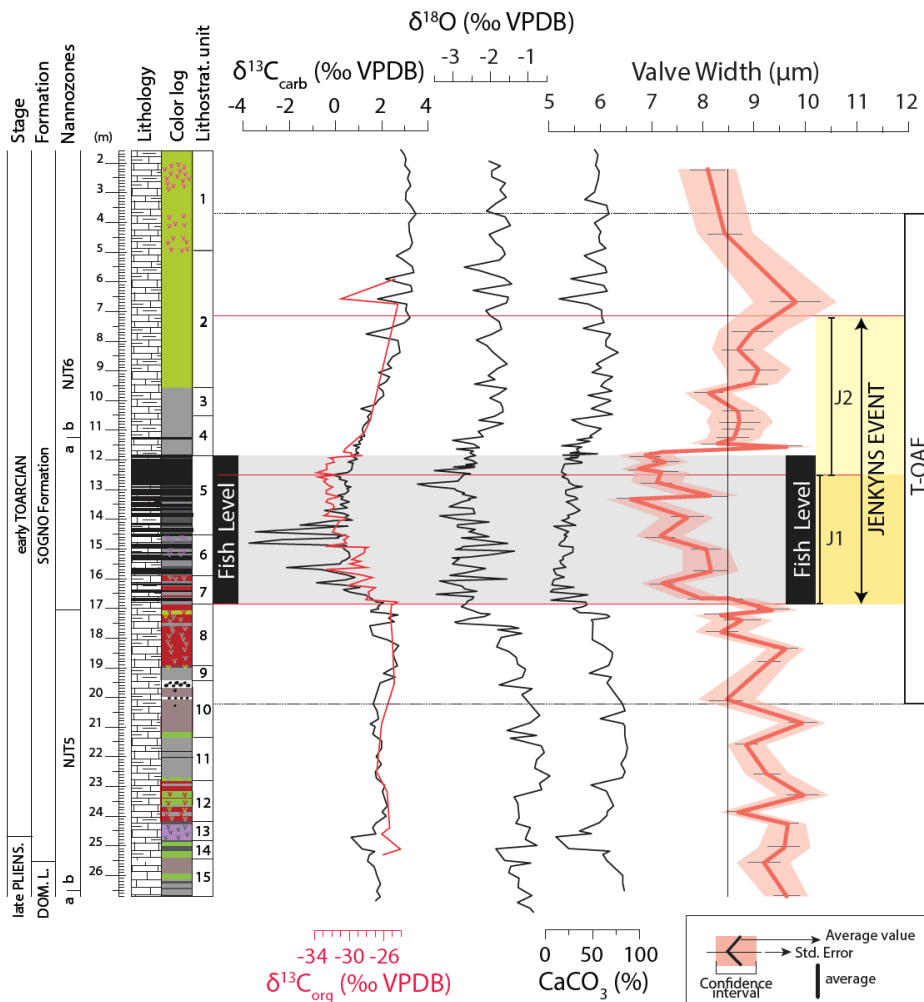 δ18O (‰ VPDB)
-3 -2 -1
δ13Ccarb (‰ VPDB)
-4 -2 0 2 4
Valve Width (µm)
5 6 7 8 9 10 11 12
Stage
Formation
Nannozones
(m)
Lithology
Color log
Lithostrat. unit
early TOARCIAN
late PLIENS.
SOGNO Formation
DOM. L.
NJT6
b
a
NJT5
b
a
2
3
4
5
6
7
8
9
10
11
12
13
14
15
16
17
18
19
20
21
22
23
24
25
26
1
2
3
4
5
6
7
8
9
10
11
12
13
14
15
Fish Level
Fish Level
J2
J1
JENKYNS EVENT
T-OAE
-34 -30 -26
δ13Corg (‰ VPDB)
0 50 100
CaCO3 (%)
Average value
Std. Error
Confidence
interval
average